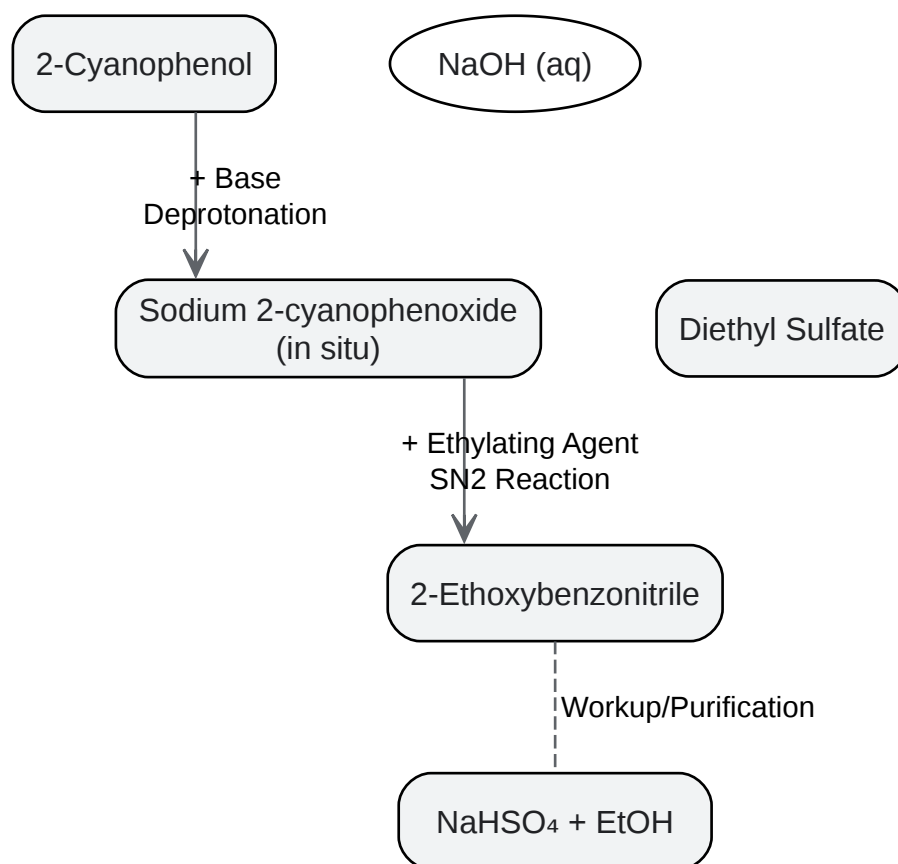 2-Cyanophenol
NaOH (aq)
+ Base
Deprotonation
Sodium 2-cyanophenoxide
(in situ)
Diethyl Sulfate
+ Ethylating Agent
SN2 Reaction
2-Ethoxybenzonitrile
Workup/Purification
NaHSO₄ + EtOH